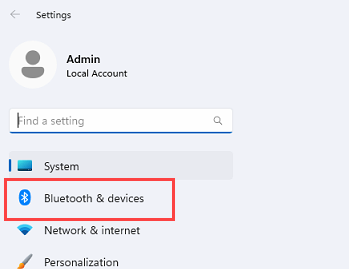 Settings
Admin
Local Account
Find a setting
System
Bluetooth & devices
Network & internet
Personalization